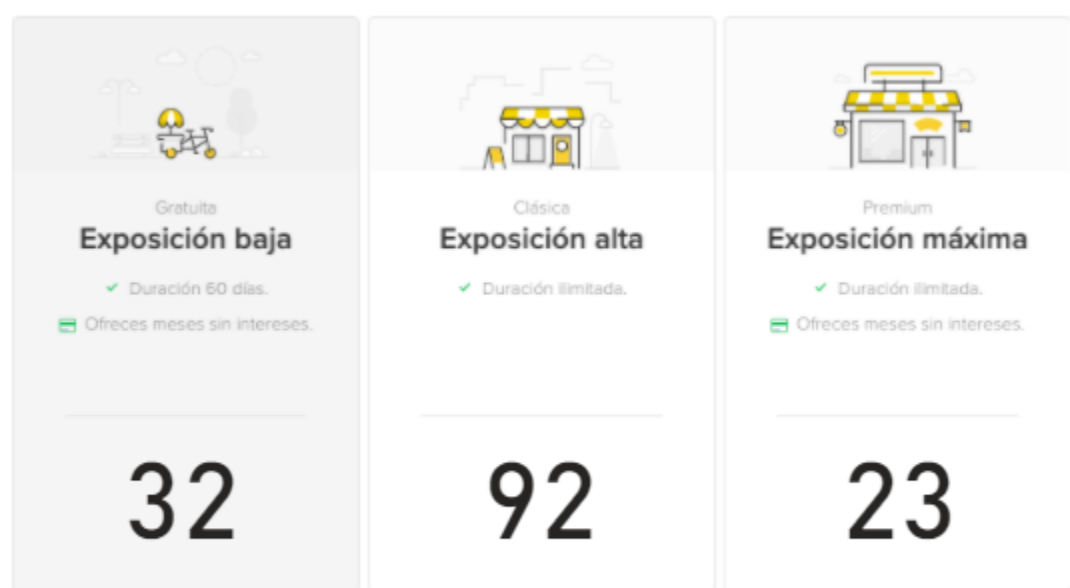 Gratuita
Exposición baja
Duración 60 días.
Ofreces meses sin intereses.
32
Clásica
Exposición alta
Duración ilimitada.
92
Premium
Exposición máxima
Duración ilimitada.
Ofreces meses sin intereses.
23